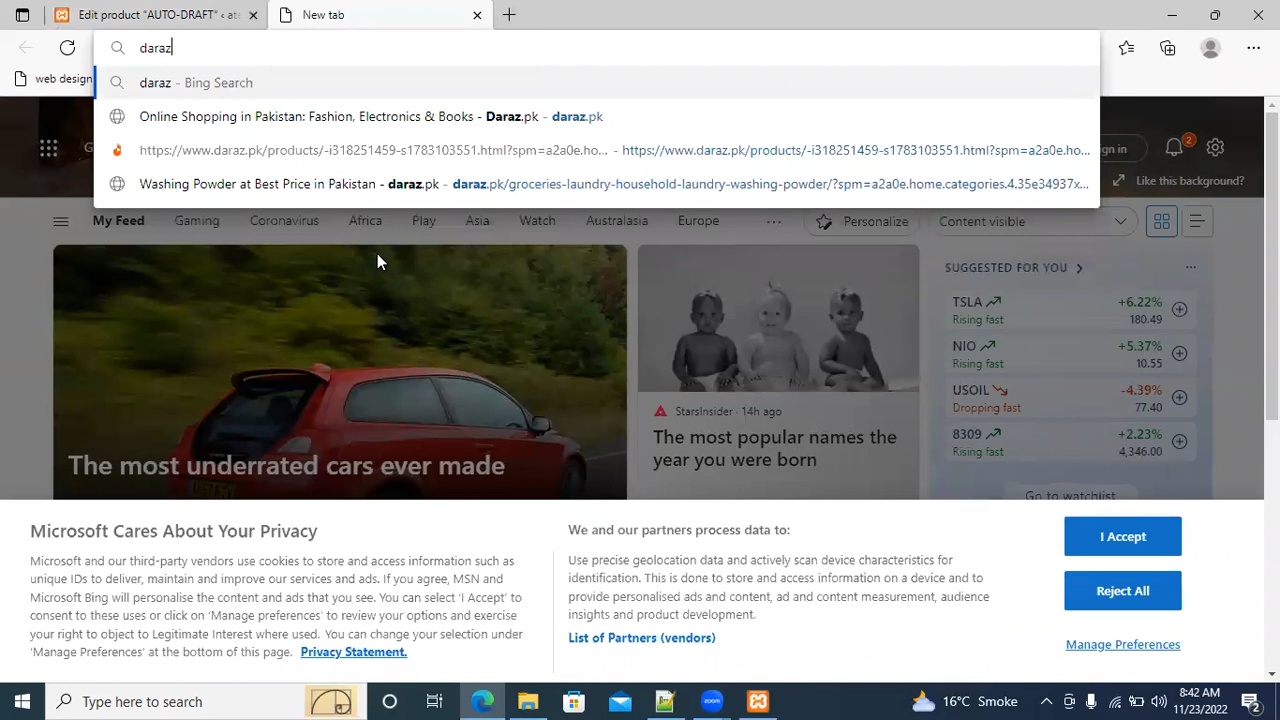 Edit product "AUTO-DRAFT" ‹ at
New tab
daraz
web design
daraz - Bing Search
Online Shopping in Pakistan: Fashion, Electronics & Books - Daraz.pk - daraz.pk
https://www.daraz.pk/products/-i318251459-s1783103551.html?spm=a2a0e.ho... - https://www.daraz.pk/products/-i318251459-s1783103551.html?spm=a2a0e.ho...
Washing Powder at Best Price in Pakistan - daraz.pk - daraz.pk/groceries-laundry-household-laundry-washing-powder/?spm=a2a0e.home.categories.4.35e34937x...
2
Like this background?
My Feed Gaming Coronavirus Africa Play Asia Watch Australasia Europe ... Personalize Content visible
SUGGESTED FOR YOU
TSLA +6.22%
Rising fast 180.49
NIO +5.37%
Rising fast 10.55
USOIL -4.39%
Dropping fast 77.40
8309 +2.23%
Rising fast 4,346.00
Go to watchlist
The most underrated cars ever made
StarsInsider · 14h ago
The most popular names the
year you were born
Microsoft Cares About Your Privacy
Microsoft and our third-party vendors use cookies to store and access information such as
unique IDs to deliver, maintain and improve our services and ads. If you agree, MSN and
Microsoft Bing will personalise the content and ads that you see. You can select 'I Accept' to
consent to these uses or click on 'Manage preferences' to review your options and exercise
your right to object to Legitimate Interest where used. You can change your selection under
'Manage Preferences' at the bottom of this page. Privacy Statement.
We and our partners process data to:
Use precise geolocation data and actively scan device characteristics for
identification. This is done to store and access information on a device and to
provide personalised ads and content, ad and content measurement, audience
insights and product development.
List of Partners (vendors)
I Accept
Reject All
Manage Preferences
Type here to search
zoom
16°C Smoke
8:42 AM
11/23/2022
2